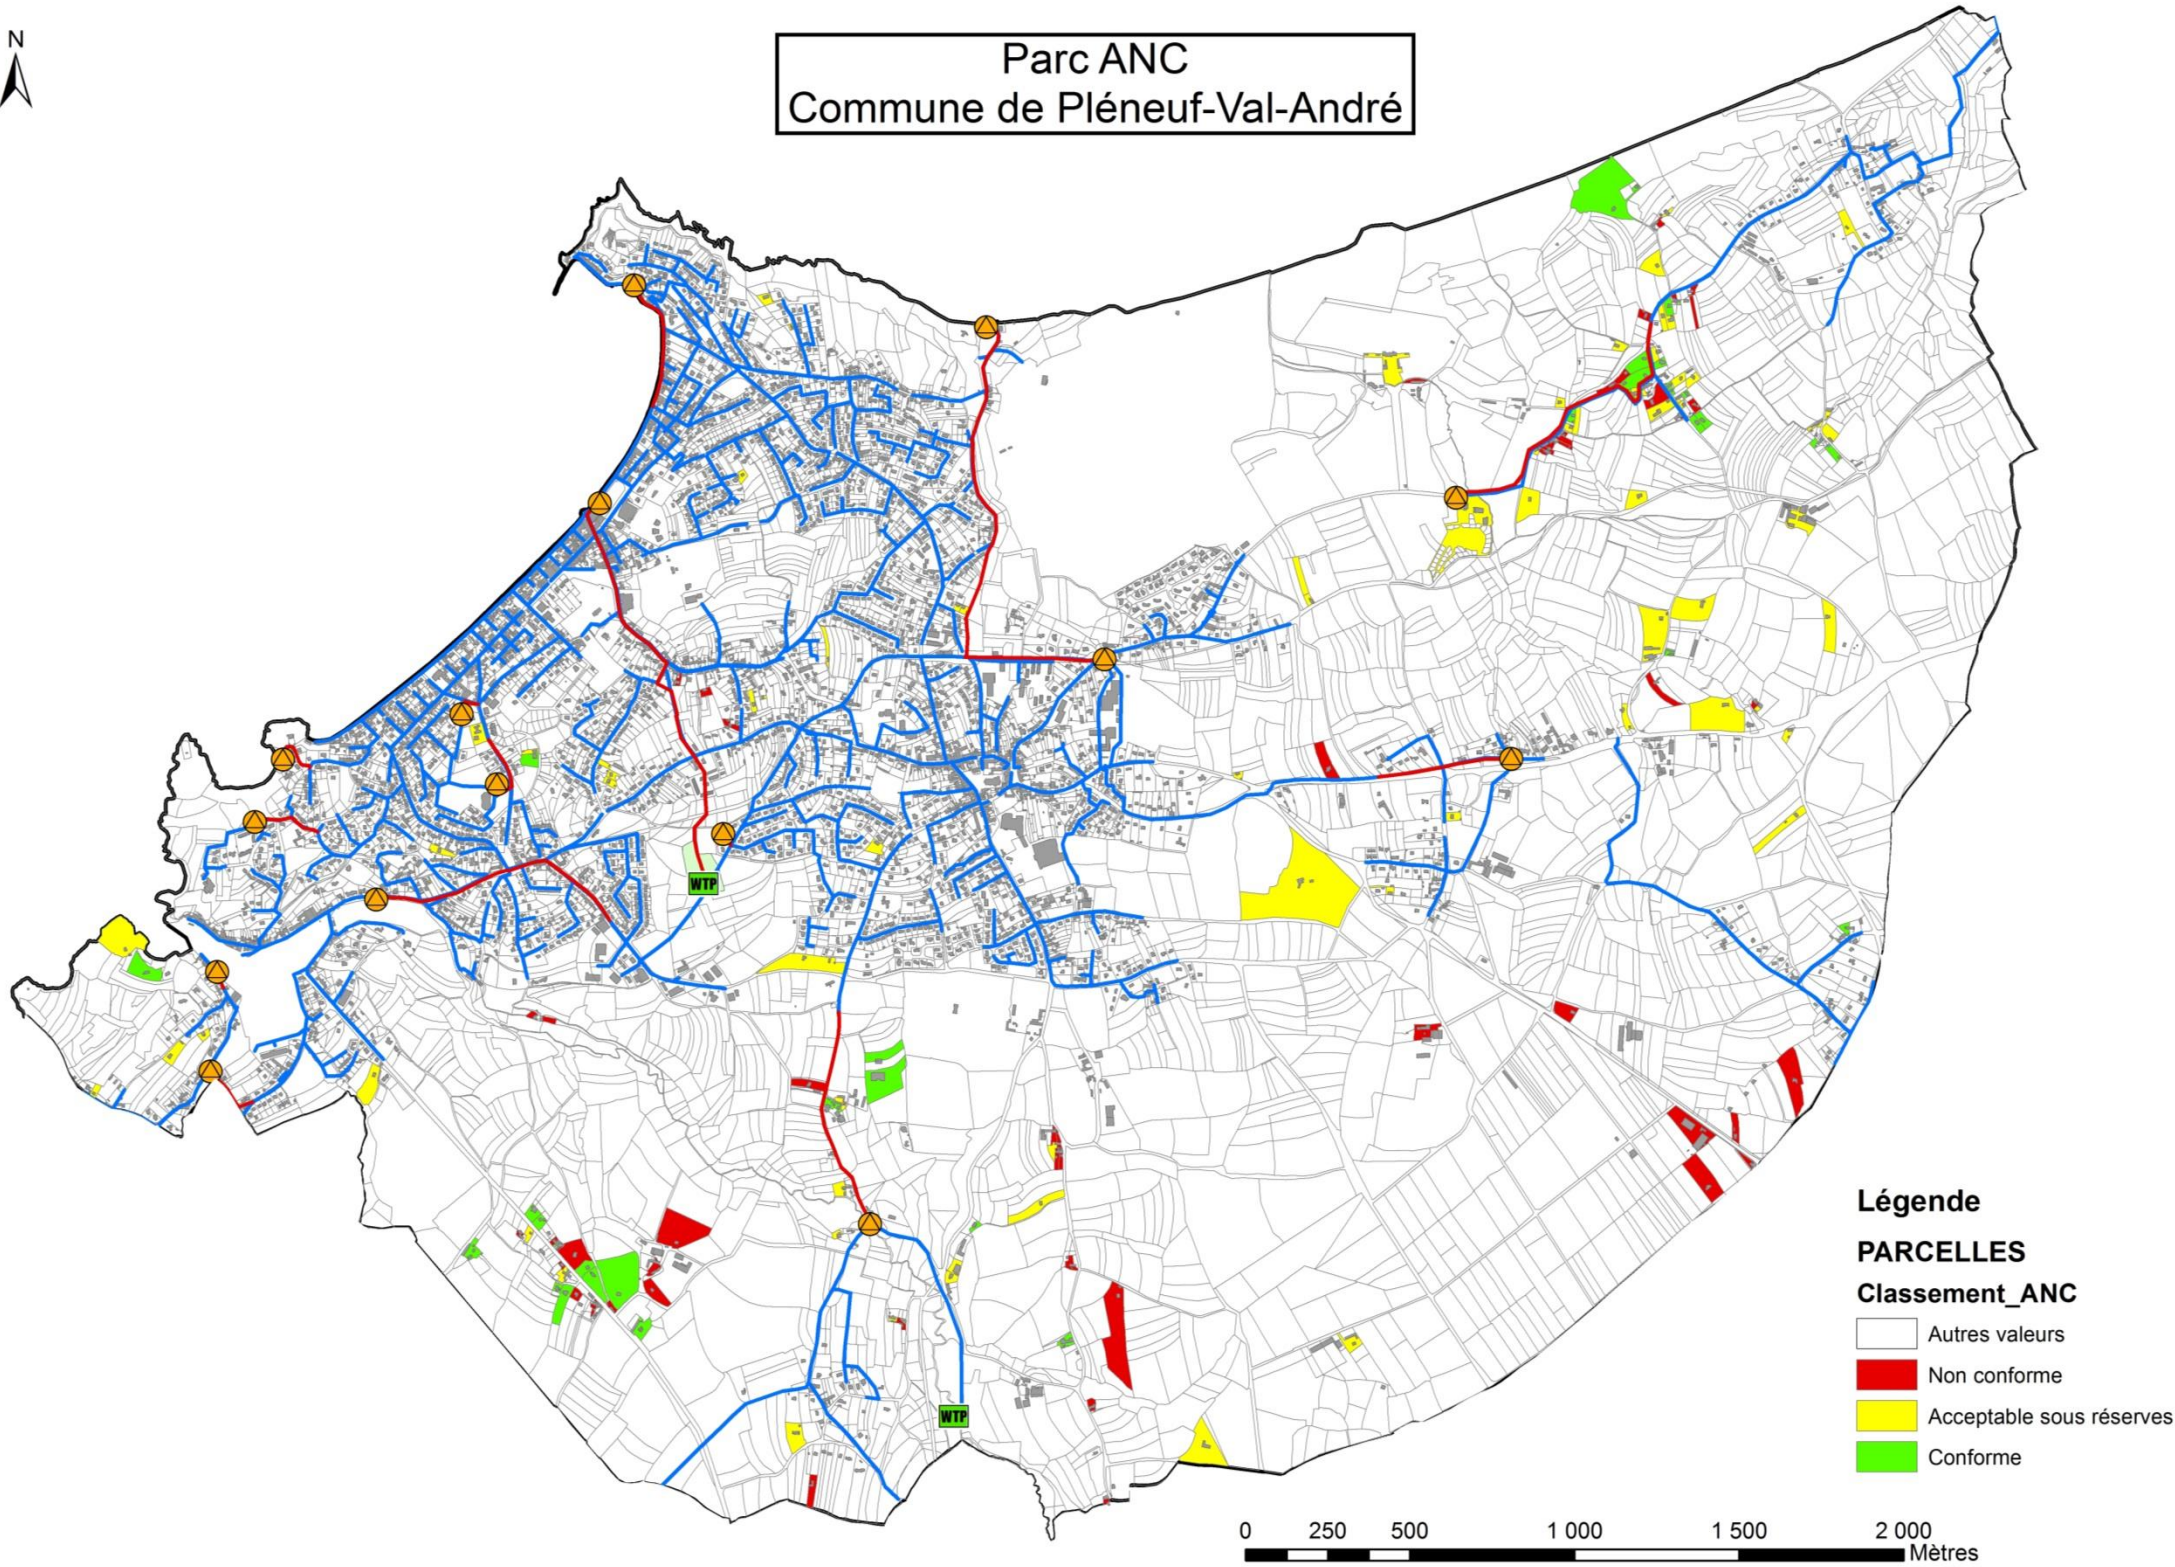 N
Parc ANC
Commune de Pléneuf-Val-André
WTP
WTP
Légende
PARCELLES
Classement_ANC
Autres valeurs
Non conforme
Acceptable sous réserves
Conforme
0 250 500 1 000 1 500 2 000
Mètres